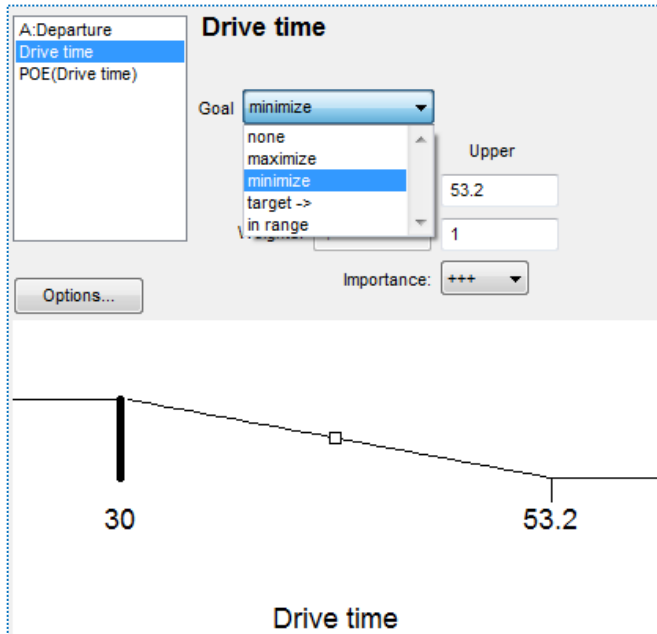 A:Departure
Drive time
POE(Drive time)
Drive time
Goal minimize
none
maximize
minimize
target ->
in range
Upper
53.2
1
Importance: +++
Options...
30 53.2
Drive time